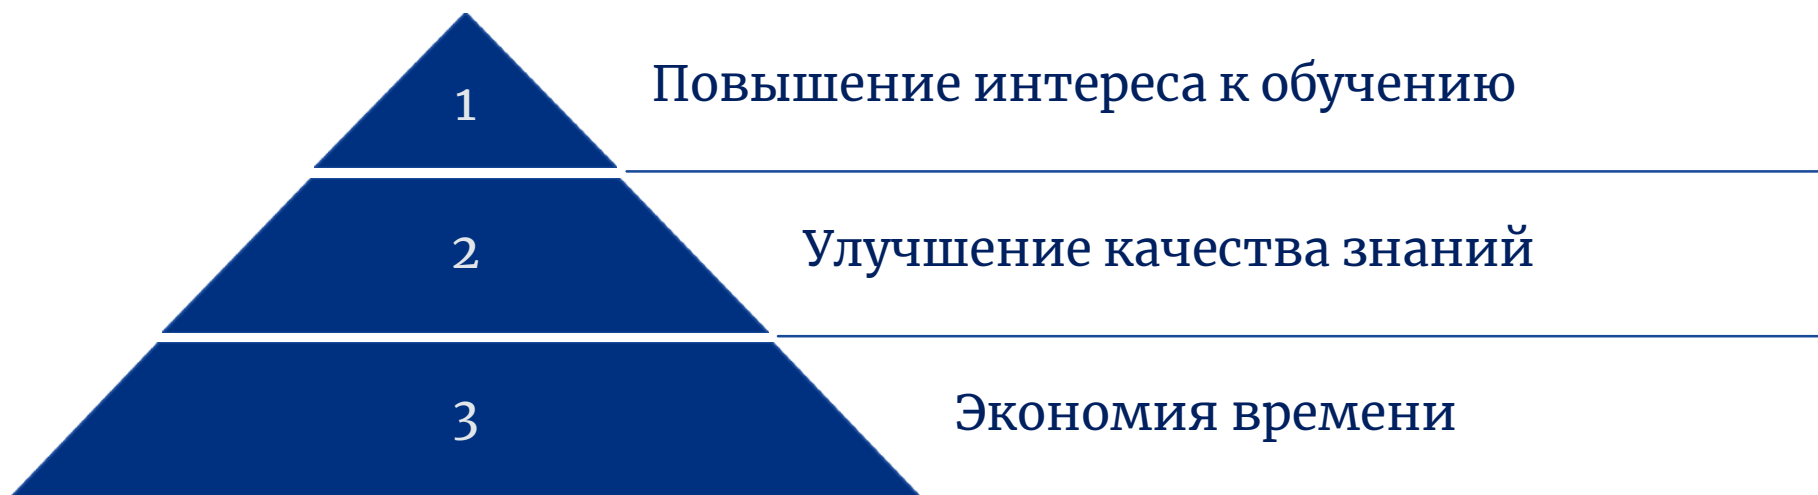 1
Повышение интереса к обучению
2
Улучшение качества знаний
3
Экономия времени